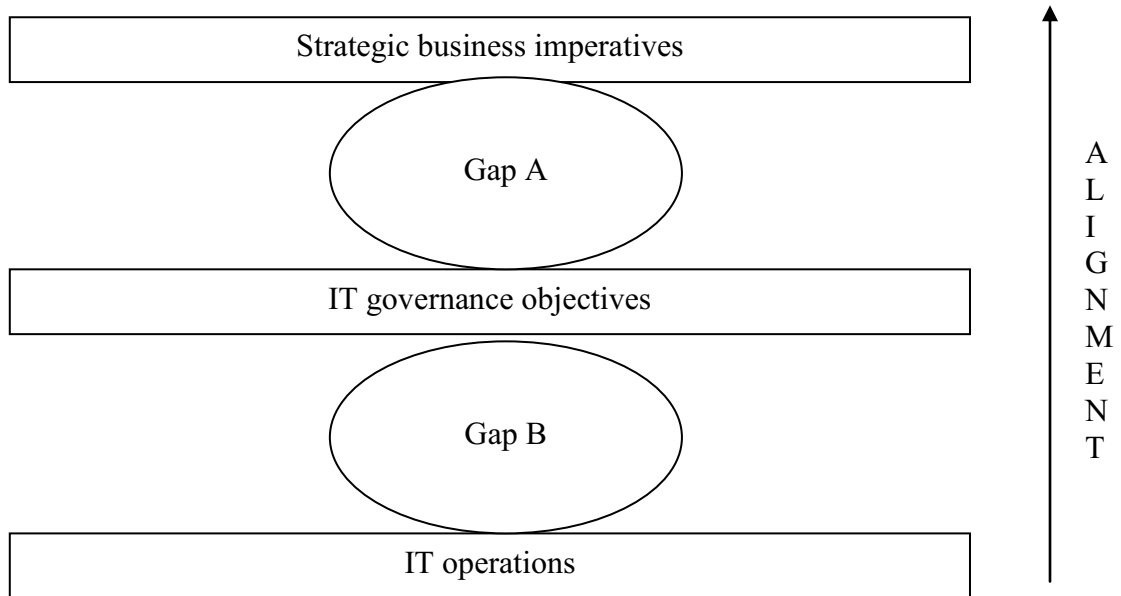 Strategic business imperatives
Gap A
IT governance objectives
Gap B
IT operations
A
L
I
G
N
M
E
N
T